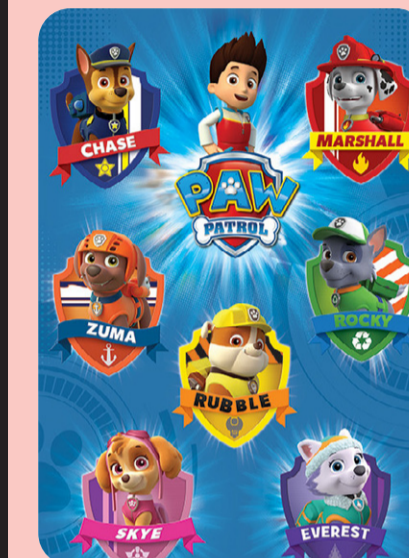 CHASE
MARSHALL
PAW
PATROL
ZUMA
ROCKY
RUBBLE
SKYE
EVEREST